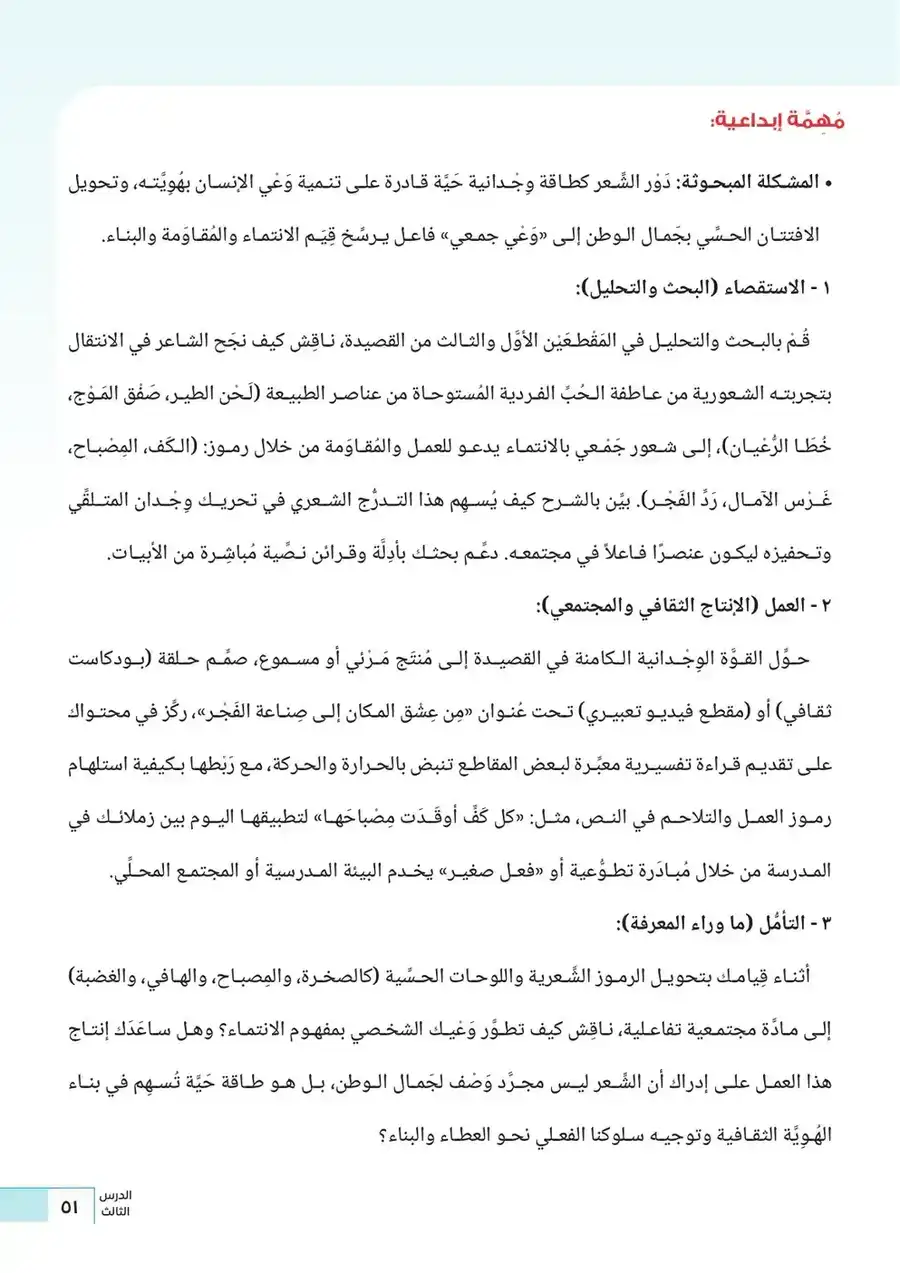 مُهِمَّة إبداعية:
• المشكلة المبحوثة: دَوْر الشَّعر كطاقة وِجْدانية حَيَّة قادرة على تنمية وَعْي الإنسان بهُوِيَّته، وتحويل
الافتتان الحسِّي بجَمال الوطن إلى «وَعْي جمعي» فاعل يرسَّخ قِيَم الانتماء والمُقاوَمة والبناء.
١ - الاستقصاء (البحث والتحليل):
قُمْ بالبحث والتحليل في المَقْطعَيْن الأوَّل والثالث من القصيدة، ناقِش كيف نجَح الشاعر في الانتقال
بتجربته الشعورية من عاطفة الحُبِّ الفردية المُستوحاة من عناصر الطبيعة (لَحْن الطير، صَفْق المَوْج،
خُطَا الرُّعْيان)، إلى شعور جَمْعي بالانتماء يدعو للعمل والمُقاوَمة من خلال رموز: (الكَف، المِصْباح،
غَرْس الآمال، رَدِّ الفَجْر). بيَّن بالشرح كيف يُسهِم هذا التدرُّج الشعري في تحريك وِجْدان المتلقِّي
وتحفيزه ليكون عنصرًا فاعلاً في مجتمعه. دعَّم بحثك بأدِلَّة وقرائن نصِّية مُباشِرة من الأبيات.
٢ - العمل (الإنتاج الثقافي والمجتمعي):
حوِّل القوَّة الوِجْدانية الكامنة في القصيدة إلى مُنتَج مَرْئي أو مسموع، صمَّم حلقة (بودكاست
ثقافي) أو (مقطع فيديو تعبيري) تحت عُنوان «مِن عِشْق المكان إلى صِناعة الفَجْر»، ركَّز في محتواك
على تقديم قراءة تفسيرية معبِّرة لبعض المقاطع تنبض بالحرارة والحركة، مع رَبْطها بكيفية استلهام
رموز العمل والتلاحم في النص، مثل: «كل كَفٍّ أوقَدَت مِصْباحَها» لتطبيقها اليوم بين زملائك في
المدرسة من خلال مُبادَرة تطوُّعية أو «فعل صغير» يخدم البيئة المدرسية أو المجتمع المحلَّي.
٣ - التأمُّل (ما وراء المعرفة):
أثناء قِيامك بتحويل الرموز الشَّعرية واللوحات الحسِّية (كالصخرة، والمِصباح، والهافي، والغضبة)
إلى مادَّة مجتمعية تفاعلية، ناقِش كيف تطوَّر وَعْيك الشخصي بمفهوم الانتماء؟ وهل ساعَدَك إنتاج
هذا العمل على إدراك أن الشَّعر ليس مجرَّد وَصْف لجَمال الوطن، بل هو طاقة حَيَّة تُسهِم في بناء
الهُوِيَّة الثقافية وتوجيه سلوكنا الفعلي نحو العطاء والبناء؟
الدرس
الثالث
٥١